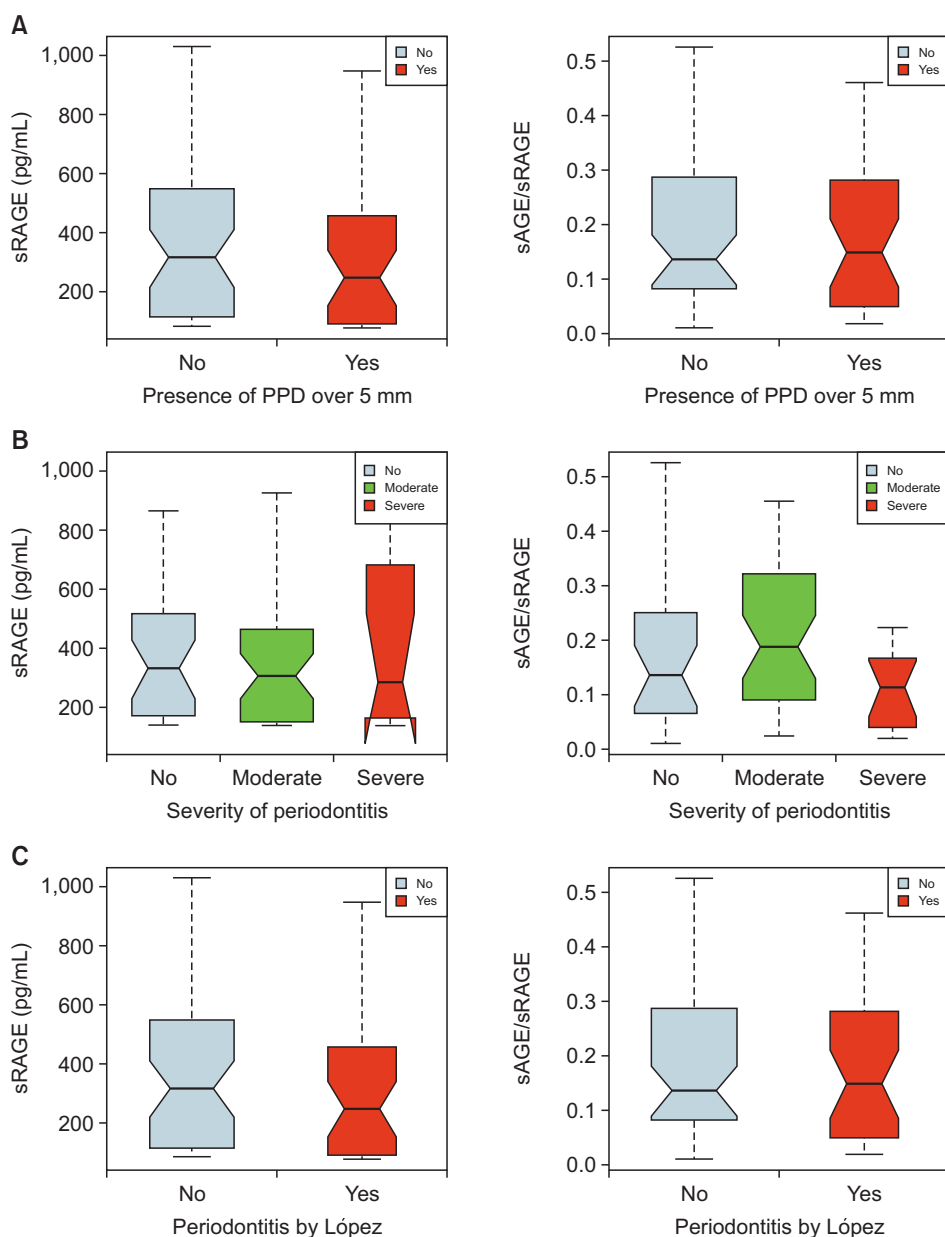 A
sRAGE (pg/mL)
1,000
800
600
400
200
No
Yes
No
Yes
Presence of PPD over 5 mm
sAGE/sRAGE
0.5
0.4
0.3
0.2
0.1
0.0
No
Yes
No
Yes
Presence of PPD over 5 mm
B
sRAGE (pg/mL)
1,000
800
600
400
200
No
Moderate
Severe
No
Moderate
Severe
Severity of periodontitis
sAGE/sRAGE
0.5
0.4
0.3
0.2
0.1
0.0
No
Moderate
Severe
No
Moderate
Severe
Severity of periodontitis
C
sRAGE (pg/mL)
1,000
800
600
400
200
No
Yes
No
Yes
Periodontitis by López
sAGE/sRAGE
0.5
0.4
0.3
0.2
0.1
0.0
No
Yes
No
Yes
Periodontitis by López